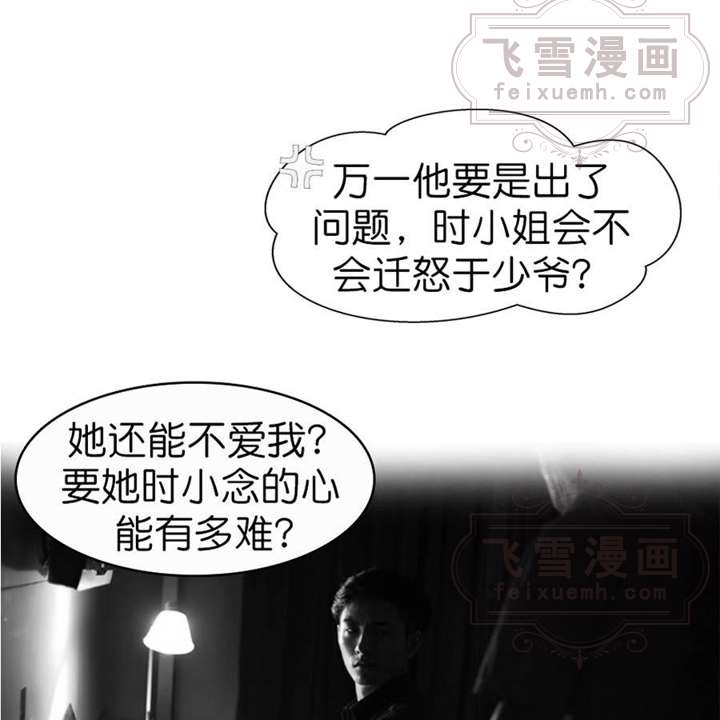 飞雪漫画
feixuemh.com
万一他要是出了
问题，时小姐会不
会迁怒于少爷？
她还能不爱我？
要她时小念的心
能有多难？
飞雪漫画
feixuemh.com